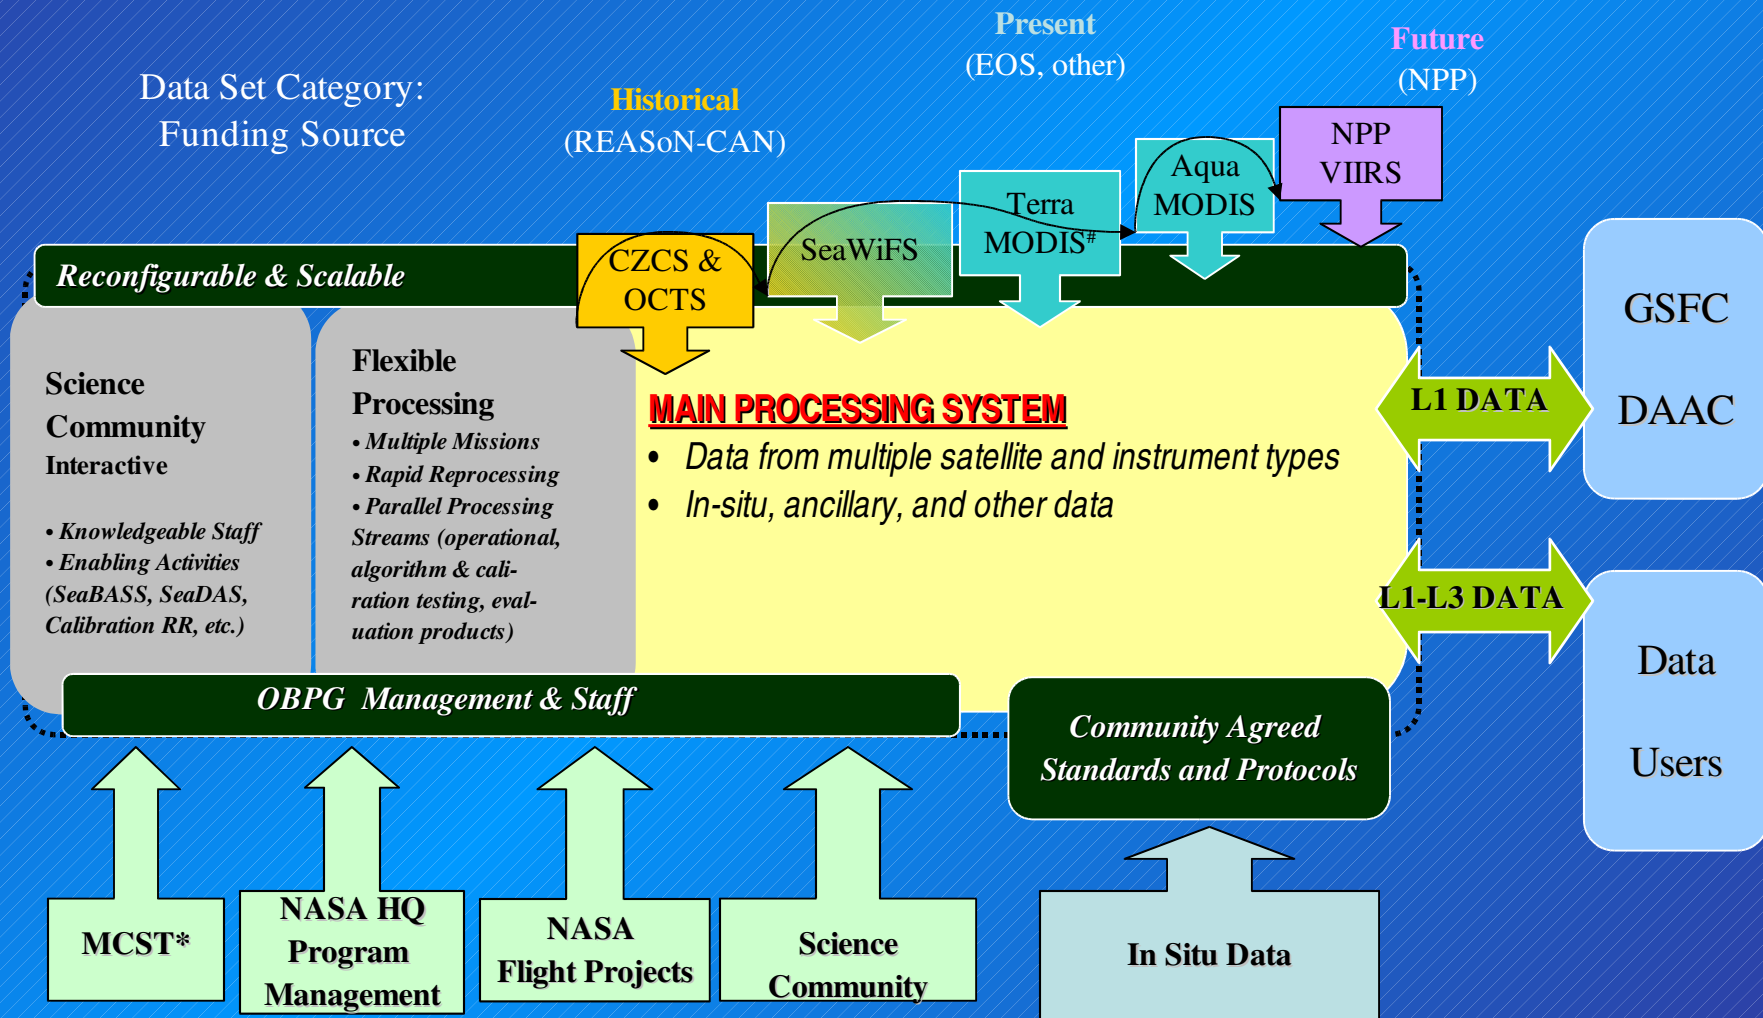 Present
(EOS, other)
Future
(NPP)
Data Set Category:
Funding Source
Historical
(REASoN-CAN)
NPP
VIIRS
Aqua
MODIS
Terra
MODIS#
SeaWiFS
CZCS &
OCTS
Reconfigurable & Scalable
Science
Community
Interactive
• Knowledgeable Staff
• Enabling Activities
(SeaBASS, SeaDAS,
Calibration RR, etc.)
Flexible
Processing
• Multiple Missions
• Rapid Reprocessing
• Parallel Processing
Streams (operational,
algorithm & cali-
ration testing, eval-
uation products)
MAIN PROCESSING SYSTEM
• Data from multiple satellite and instrument types
• In-situ, ancillary, and other data
L1 DATA
GSFC
DAAC
L1-L3 DATA
Data
Users
OBPG Management & Staff
Community Agreed
Standards and Protocols
MCST*
NASA HQ
Program
Management
NASA
Flight Projects
Science
Community
In Situ Data